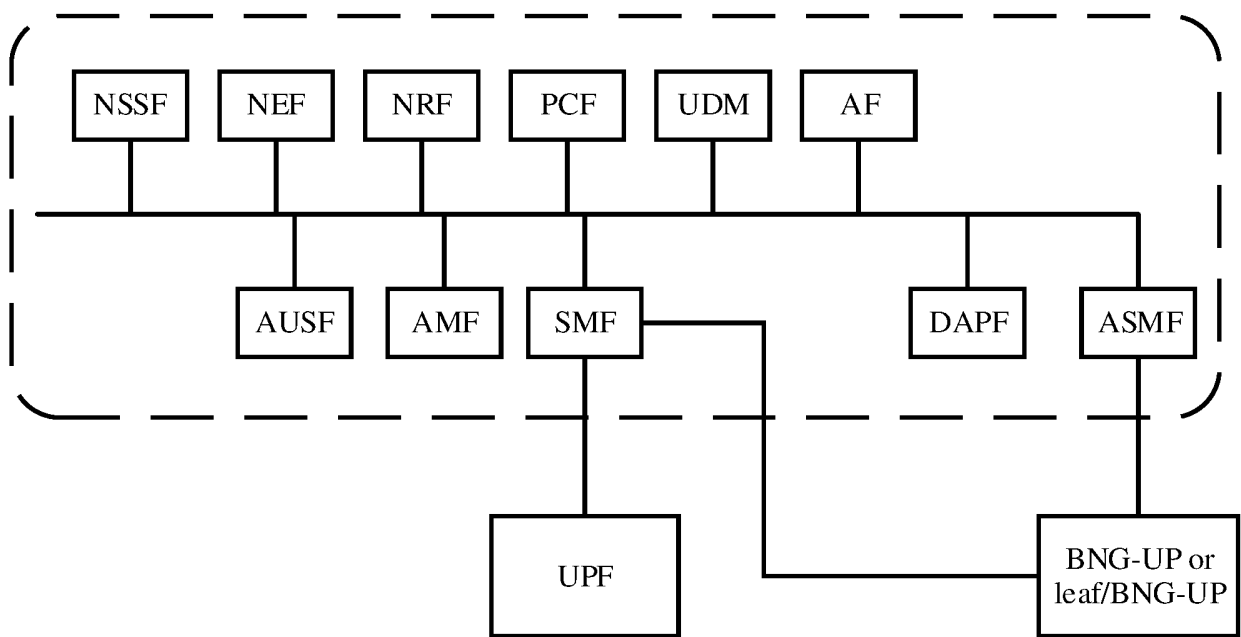 NSSF
NEF
NRF
PCF
UDM
AF
AUSF
AMF
SMF
DAPF
ASMF
UPF
BNG-UP or
leaf/BNG-UP